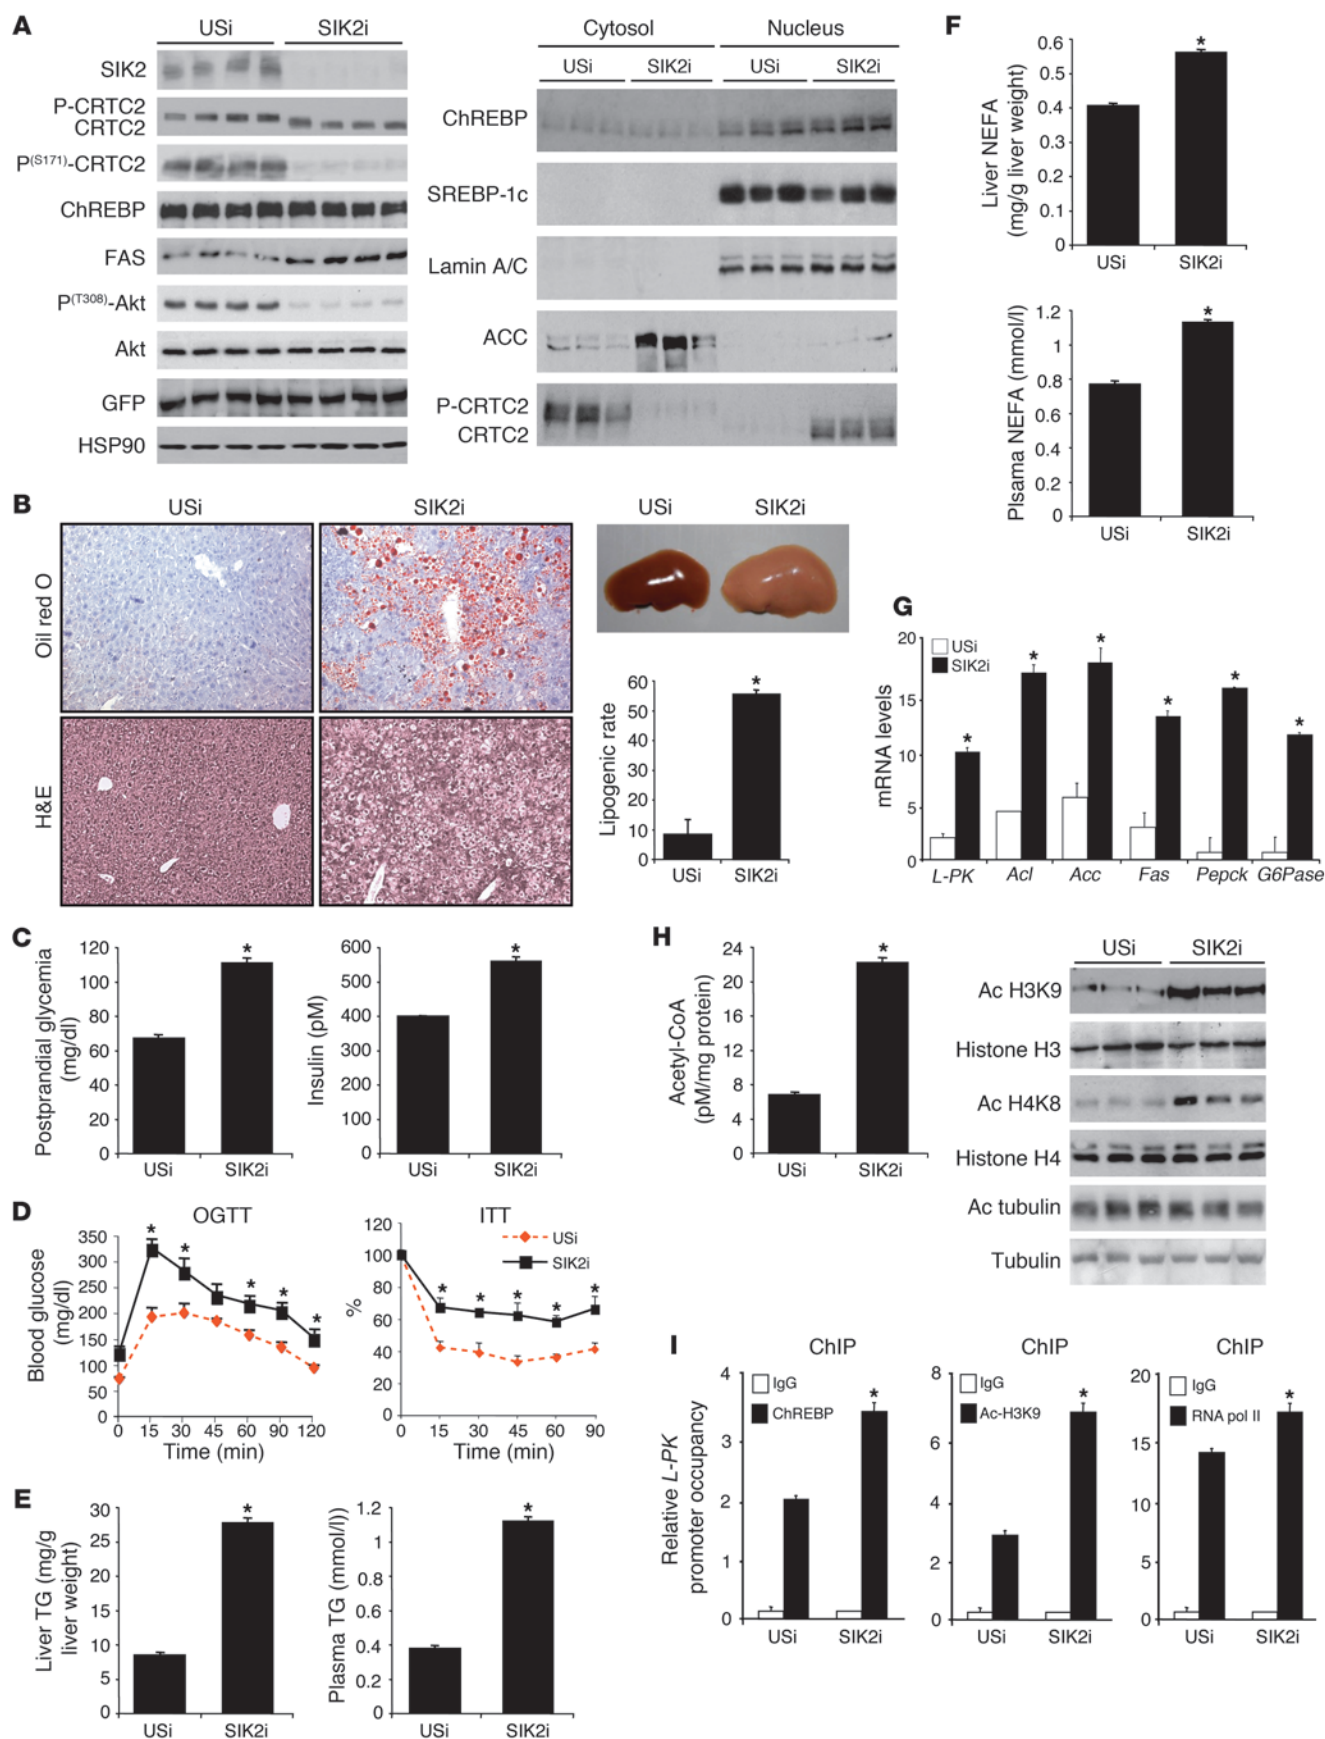 A
USi SIK2i
SIK2
P-CRTC2
CRTC2
P(S171)-CRTC2
ChREBP
FAS
P(T308)-Akt
Akt
GFP
HSP90
Cytosol Nucleus
USi SIK2i USi SIK2i
ChREBP
SREBP-1c
Lamin A/C
ACC
P-CRTC2
CRTC2
B
USi SIK2i
Oil red O
H&E
USi SIK2i
Lipogenic rate
60
50
40
30
20
10
0
*
USi SIK2i
C
Postprandial glycemia
(mg/dl)
120
100
80
60
40
20
0
*
USi SIK2i
Insulin (pM)
600
500
400
300
200
100
0
*
USi SIK2i
D
OGTT
Blood glucose
(mg/dl)
350
300
250
200
150
100
50
0
* * * * *
0 15 30 45 60 90 120
Time (min)
ITT
USi
SIK2i
%
120
100
80
60
40
20
0
* * * * *
0 15 30 45 60 90
Time (min)
E
Liver TG (mg/g
liver weight)
30
25
20
15
10
5
0
*
USi SIK2i
Plasma TG (mmol/l))
1.2
1
0.8
0.6
0.4
0.2
0
*
USi SIK2i
F
Liver NEFA
(mg/g liver weight)
0.6
0.5
0.4
0.3
0.2
0.1
0
*
USi SIK2i
Plsama NEFA (mmol/l)
1.2
1.0
0.8
0.6
0.4
0.2
0
*
USi SIK2i
G
mRNA levels
20
15
10
5
0
USi
SIK2i
* * * * * *
L-PK Acl Acc Fas Pepck G6Pase
H
Acetyl-CoA
(pM/mg protein)
24
20
16
12
8
4
0
*
USi SIK2i
USi SIK2i
Ac H3K9
Histone H3
Ac H4K8
Histone H4
Ac tubulin
Tubulin
I
Relative L-PK
promoter occupancy
ChIP
4
3
2
1
0
IgG
ChREBP
*
USi SIK2i
ChIP
8
6
4
2
0
IgG
Ac-H3K9
*
USi SIK2i
ChIP
20
15
10
5
0
IgG
RNA pol II
*
USi SIK2i